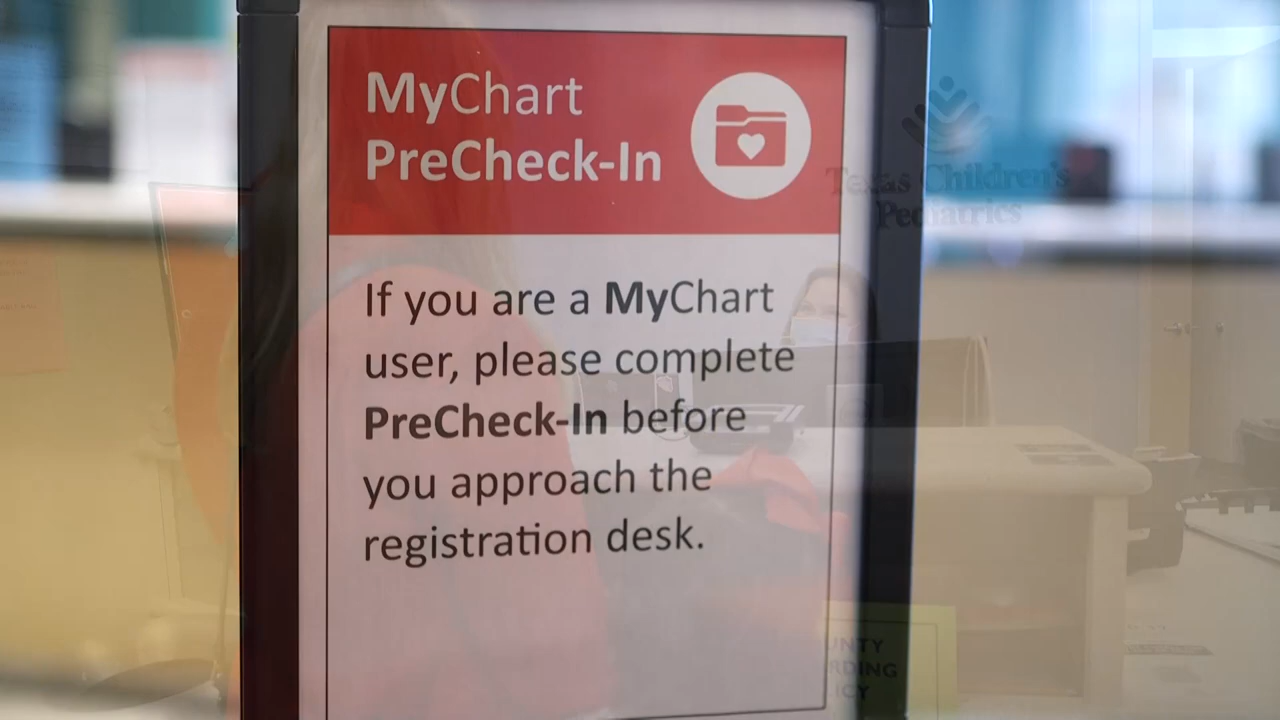 MyChart
PreCheck-In
Texas Children's
Pediatrics
If you are a MyChart
user, please complete
PreCheck-In before
you approach the
registration desk.